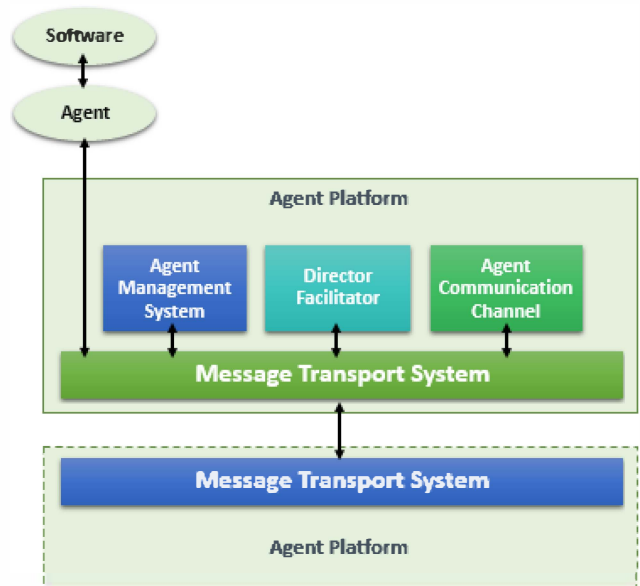 Software
Agent
Agent Platform
Agent
Management
System
Director
Facilitator
Agent
Communication
Channel
Message Transport System
Message Transport System
Agent Platform